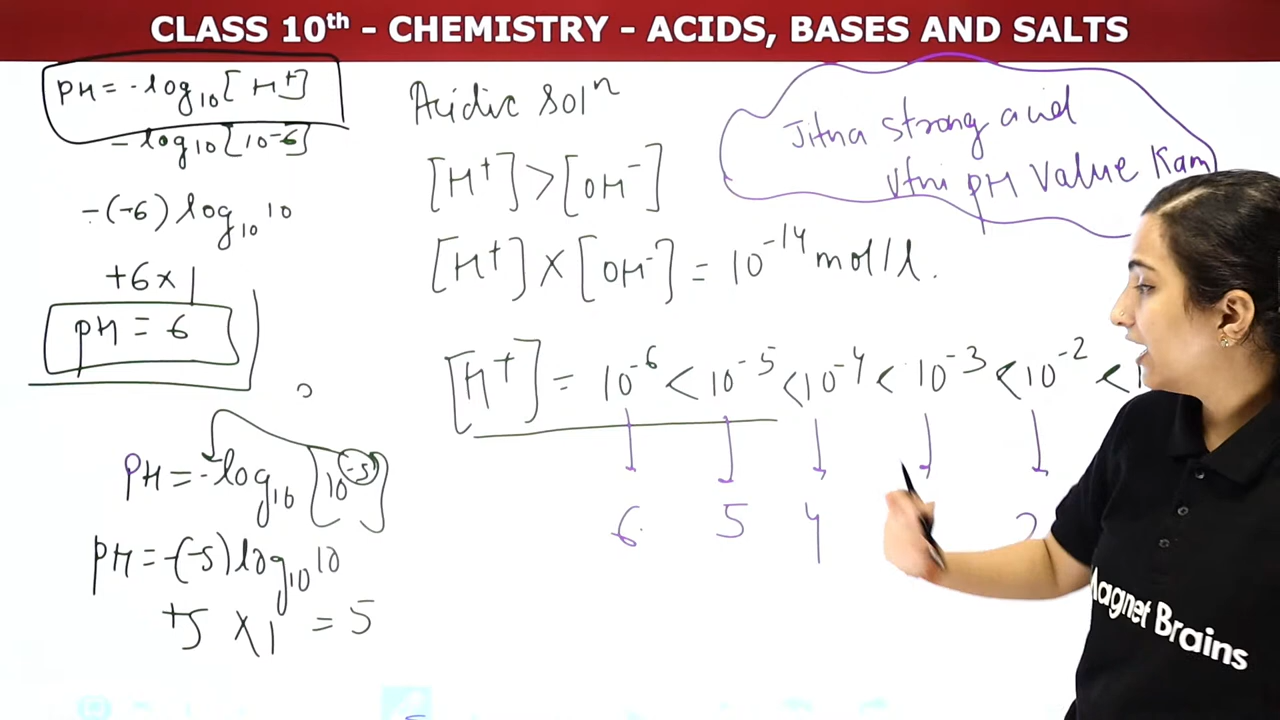 CLASS 10th - CHEMISTRY - ACIDS, BASES AND SALTS
PH = -log10[H+]
-log10[10-6]
-(-6) log10 10
+6 x 1
PH = 6
PH = -log10[10-5]
PH = -(-5) log10 10
+5 x 1 = 5
Acidic Soln
[H+] > [OH-]
[H+] x [OH-] = 10-14 mol/l.
[H+] = 10-6 < 10-5 < 10-4 < 10-3 < 10-2 <
6 5 4
Jitna strong acid
Utni PH Value Kam
Magnet Brains